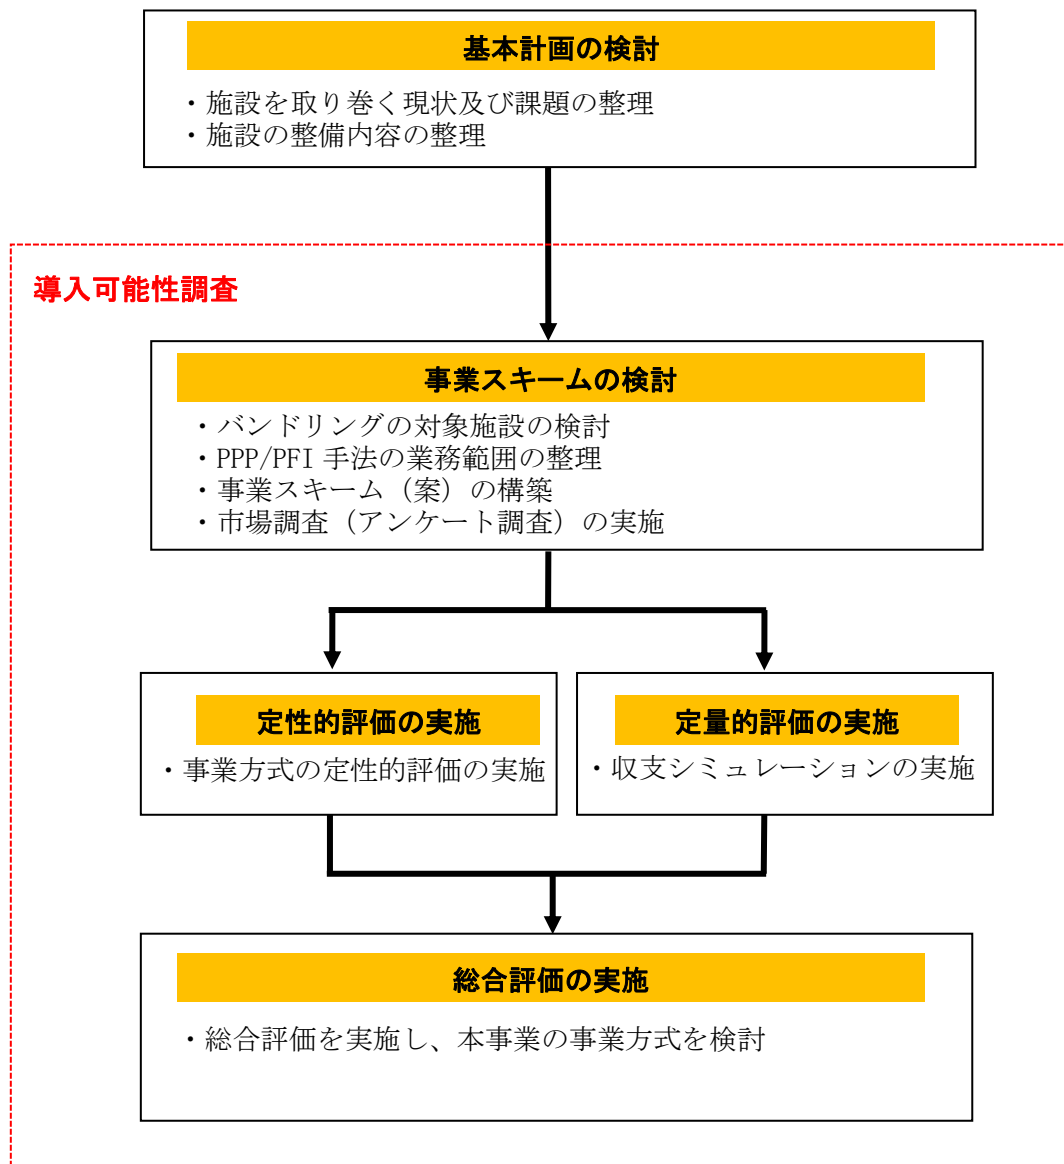 基本計画の検討
・施設を取り巻く現状及び課題の整理
・施設の整備内容の整理
導入可能性調査
事業スキームの検討
・バンドリングの対象施設の検討
・PPP/PFI 手法の業務範囲の整理
・事業スキーム（案）の構築
・市場調査（アンケート調査）の実施
定性的評価の実施
・事業方式の定性的評価の実施
定量的評価の実施
・収支シミュレーションの実施
総合評価の実施
・総合評価を実施し、本事業の事業方式を検討